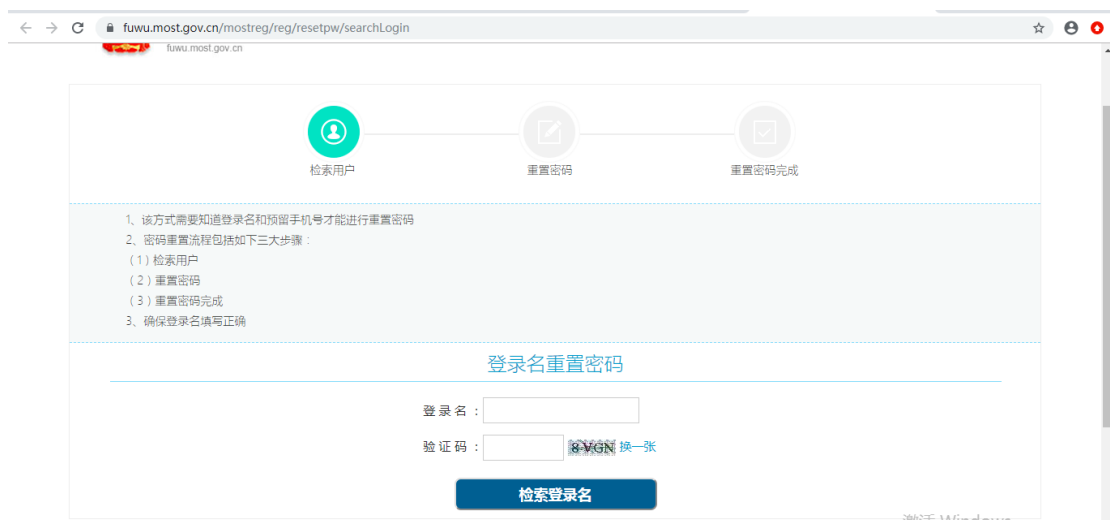 fuwu.most.gov.cn/mostreg/reg/resetpw/searchLogin
fuwu.most.gov.cn
检索用户
重置密码
重置密码完成
1、该方式需要知道登录名和预留手机号才能进行重置密码
2、密码重置流程包括如下三大步骤：
（1）检索用户
（2）重置密码
（3）重置密码完成
3、确保登录名填写正确
登录名重置密码
登 录 名 ：
验 证 码 ： 8-VGN 换一张
检索登录名
激活 Windows